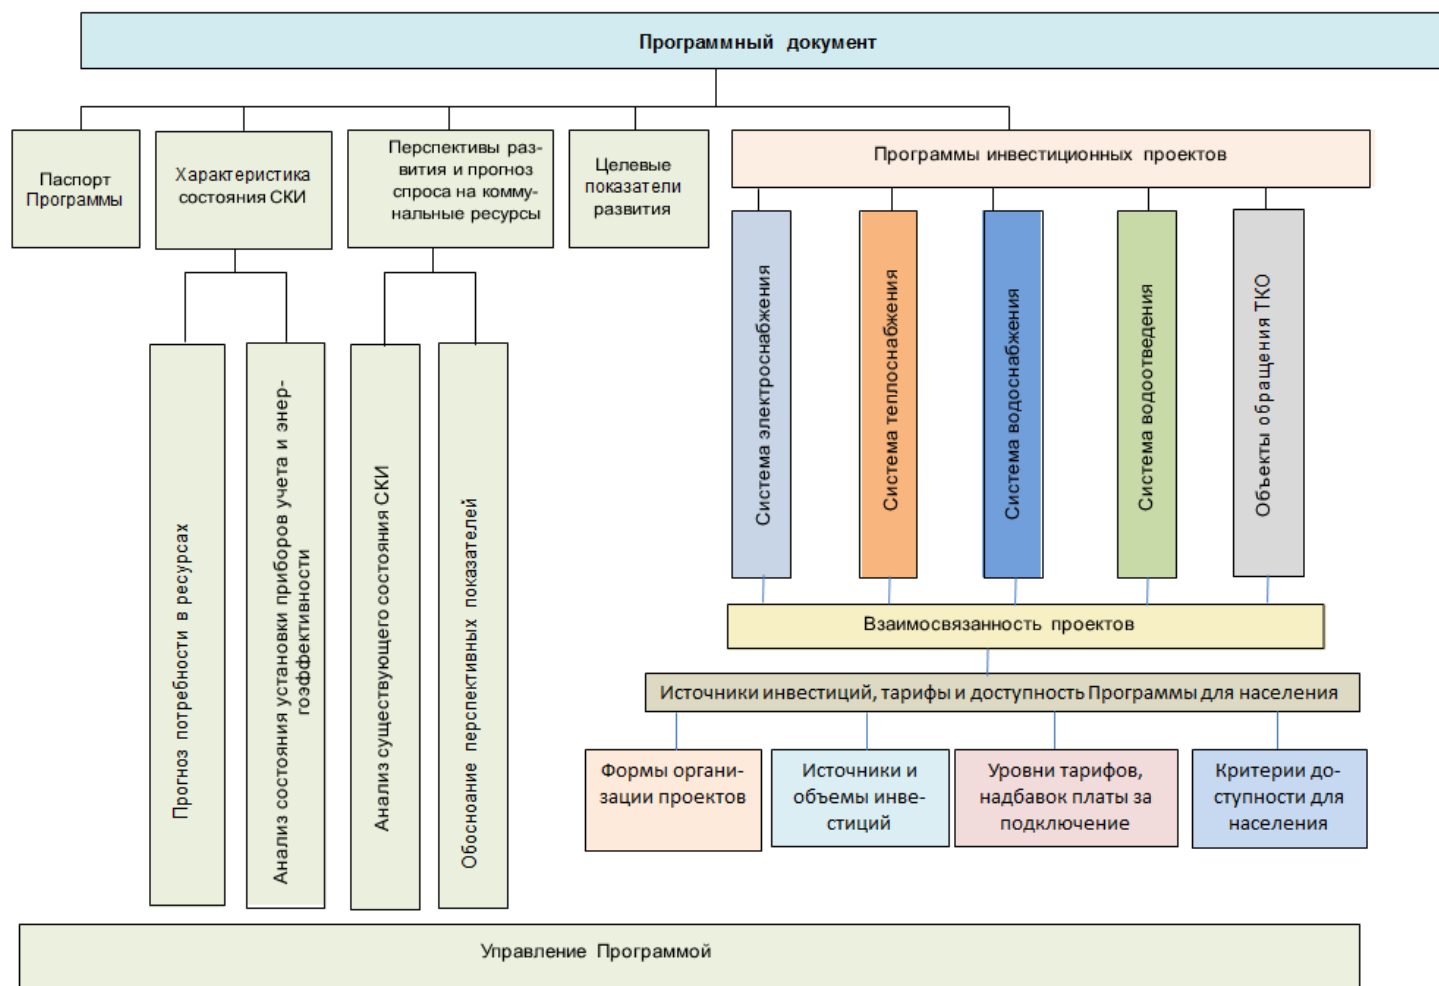 Программный документ
Паспорт
Программы
Характеристика
состояния СКИ
Перспективы раз-
вития и прогноз
спроса на комму-
нальные ресурсы
Целевые
показатели
развития
Программы инвестиционных проектов
Система электроснабжения
Система теплоснабжения
Система водоснабжения
Система водоотведения
Объекты обращения ТКО
Прогноз потребности в ресурсах
Анализ состояния установки приборов учета и энер-
гоэффективности
Анализ существующего состояния СКИ
Обосноание перспективных показателей
Взаимосвязанность проектов
Источники инвестиций, тарифы и доступность Программы для населения
Формы органи-
зации проектов
Источники и
объемы инве-
стиций
Уровни тарифов,
надбавок платы за
подключение
Критерии до-
ступности для
населения
Управление Программой